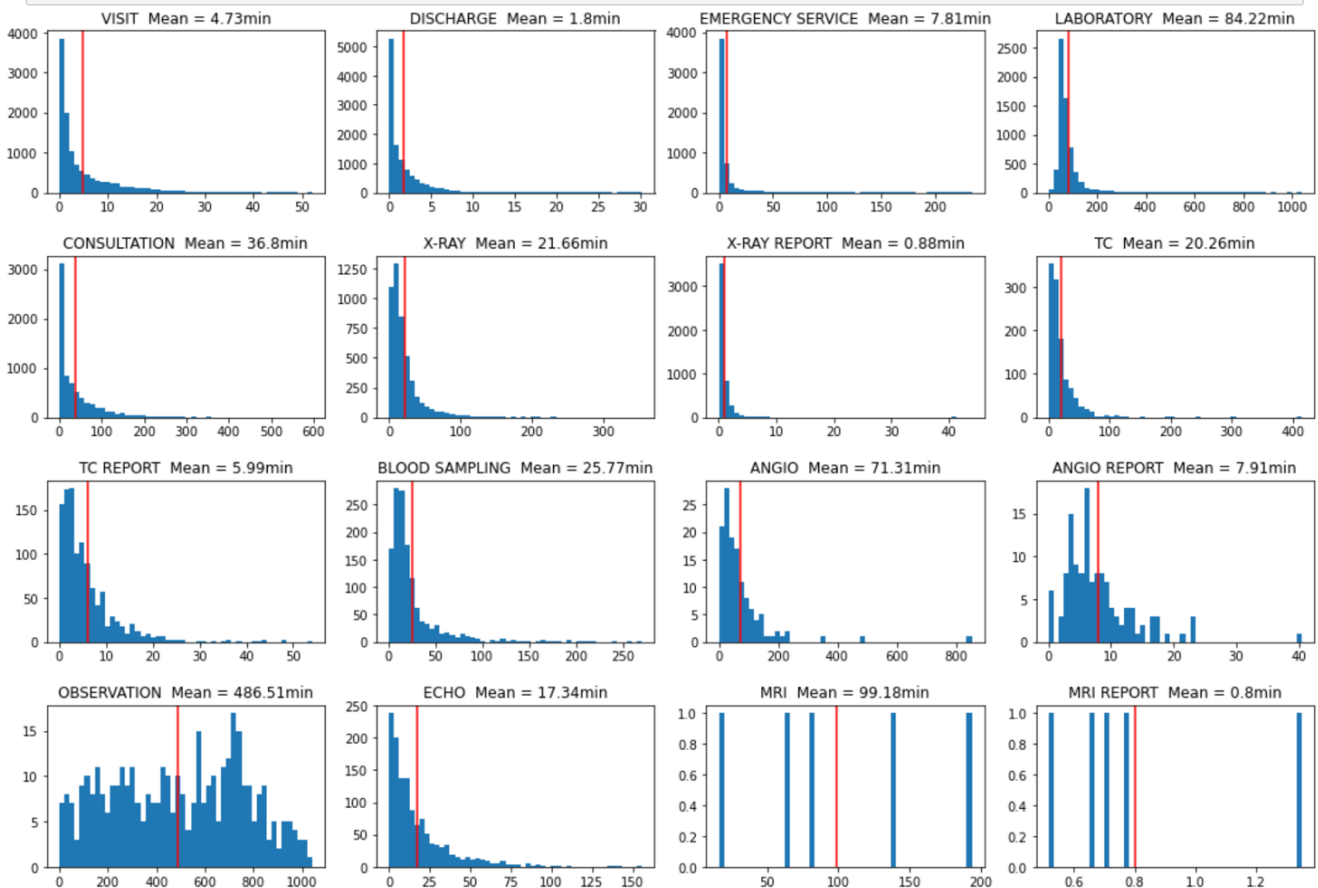 VISIT Mean = 4.73min
DISCHARGE Mean = 1.8min
EMERGENCY SERVICE Mean = 7.81min
LABORATORY Mean = 84.22min
4000
3000
2000
1000
0
0 10 20 30 40 50
5000
4000
3000
2000
1000
0
0 5 10 15 20 25 30
4000
3000
2000
1000
0
0 50 100 150 200
2500
2000
1500
1000
500
0
0 200 400 600 800 1000
CONSULTATION Mean = 36.8min
X-RAY Mean = 21.66min
X-RAY REPORT Mean = 0.88min
TC Mean = 20.26min
3000
2000
1000
0
0 100 200 300 400 500 600
1250
1000
750
500
250
0
0 100 200 300
3000
2000
1000
0
0 10 20 30 40
300
200
100
0
0 100 200 300 400
TC REPORT Mean = 5.99min
BLOOD SAMPLING Mean = 25.77min
ANGIO Mean = 71.31min
ANGIO REPORT Mean = 7.91min
150
100
50
0
0 10 20 30 40 50
250
200
150
100
50
0
0 50 100 150 200 250
25
20
15
10
5
0
0 200 400 600 800
15
10
5
0
0 10 20 30 40
OBSERVATION Mean = 486.51min
ECHO Mean = 17.34min
MRI Mean = 99.18min
MRI REPORT Mean = 0.8min
15
10
5
0
0 200 400 600 800 1000
250
200
150
100
50
0
0 25 50 75 100 125 150
1.0
0.8
0.6
0.4
0.2
0.0
50 100 150 200
1.0
0.8
0.6
0.4
0.2
0.0
0.6 0.8 1.0 1.2